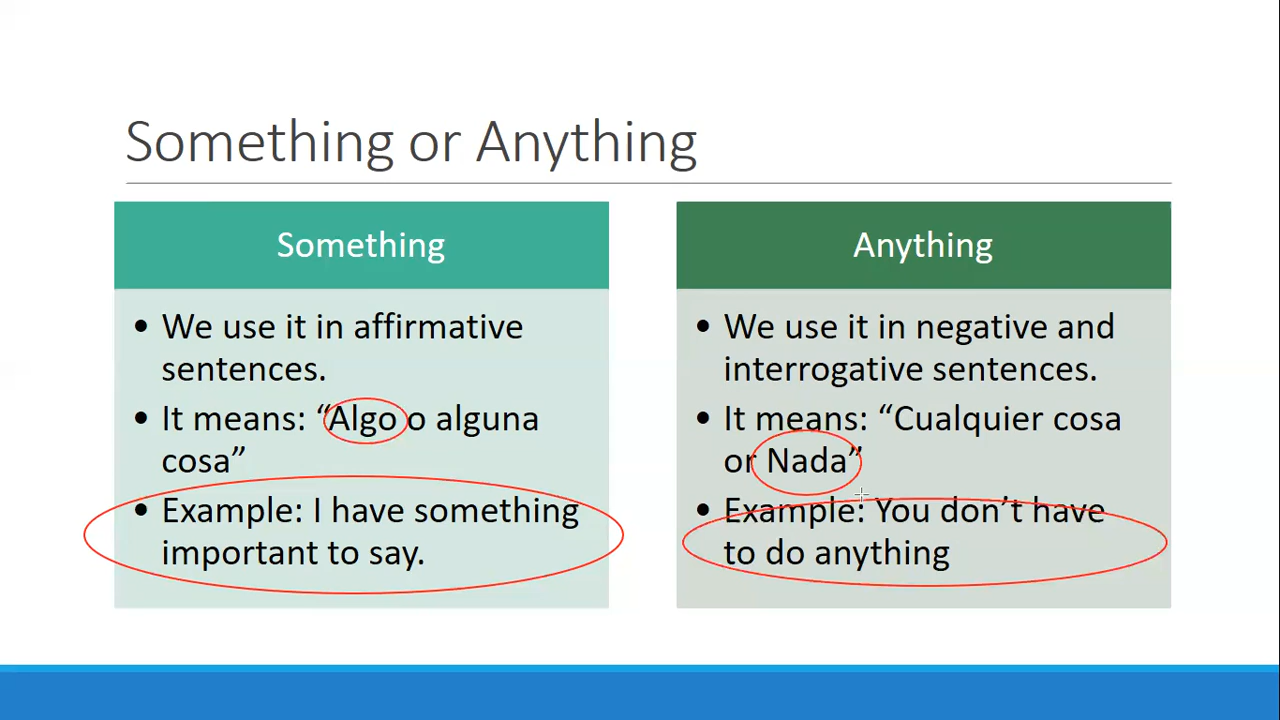 Something or Anything
Something
• We use it in affirmative
sentences.
• It means: “Algo o alguna
cosa”
• Example: I have something
important to say.
Anything
• We use it in negative and
interrogative sentences.
• It means: “Cualquier cosa
or Nada”
• Example: You don’t have
to do anything